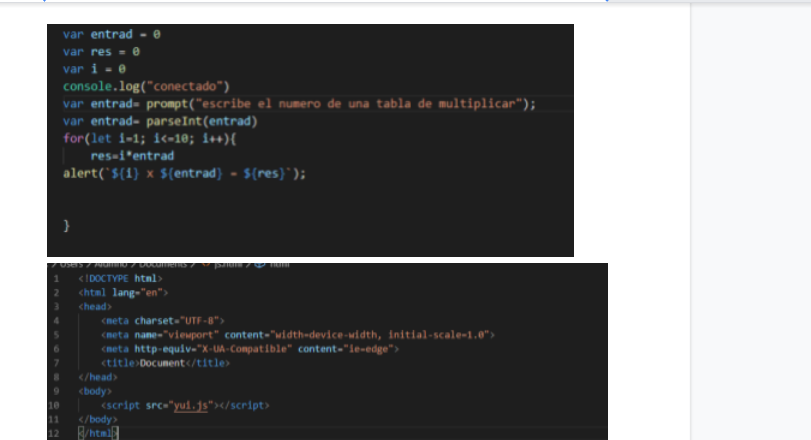 var entrad = 0
var res = 0
var i = 0
console.log("conectado")
var entrad= prompt("escribe el numero de una tabla de multiplicar");
var entrad= parseInt(entrad)
for(let i=1; i<=10; i++){
res=i*entrad
alert(`${i} x ${entrad} = ${res}`);
}
> Users > Alumno > Documents > <> js.html > html
1 <!DOCTYPE html>
2 <html lang="en">
3 <head>
4 <meta charset="UTF-8">
5 <meta name="viewport" content="width=device-width, initial-scale=1.0">
6 <meta http-equiv="X-UA-Compatible" content="ie=edge">
7 <title>Document</title>
8 </head>
9 <body>
10 <script src="yui.js"></script>
11 </body>
12 </html>